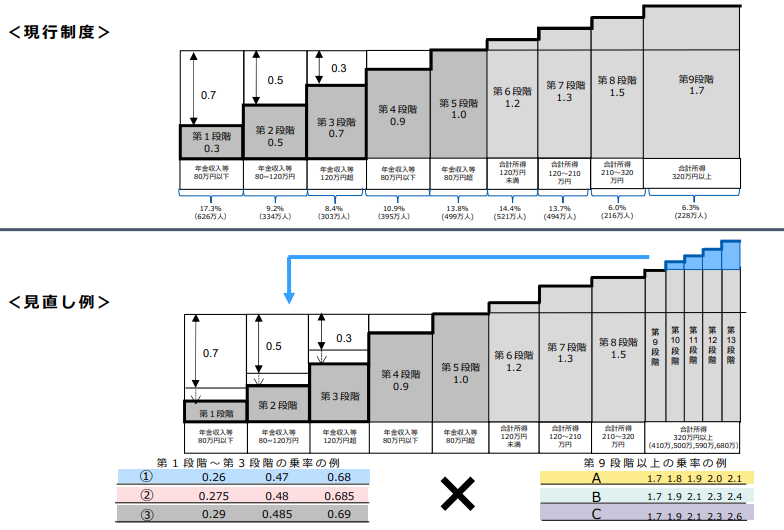 ＜現行制度＞
0.7
0.5
0.3
第１段階
0.3
第２段階
0.5
第３段階
0.7
第４段階
0.9
第５段階
1.0
第６段階
1.2
第７段階
1.3
第８段階
1.5
第9段階
1.7
年金収入等
80万円以下
年金収入等
80～120万円
年金収入等
120万円超
年金収入等
80万円以下
年金収入等
80万円超
合計所得
120万円
未満
合計所得
120～210
万円
合計所得
210～320
万円
合計所得
320万円以上
17.3%
(626万人)
9.2%
(334万人)
8.4%
(303万人)
10.9%
(395万人)
13.8%
(499万人)
14.4%
(521万人)
13.7%
(494万人)
6.0%
(216万人)
6.3%
(228万人)
＜見直し例＞
0.7
0.5
0.3
第１段階
第２段階
第３段階
第４段階
0.9
第５段階
1.0
第６段階
1.2
第７段階
1.3
第８段階
1.5
第9段階
第10段階
第11段階
第12段階
第13段階
年金収入等
80万円以下
年金収入等
80～120万円
年金収入等
120万円超
年金収入等
80万円以下
年金収入等
80万円超
合計所得
120万円
未満
合計所得
120～210
万円
合計所得
210～320
万円
合計所得
320万円以上
(410万,500万,590万,680万)
第１段階～第３段階の乗率の例
① 0.26 0.47 0.68
② 0.275 0.48 0.685
③ 0.29 0.485 0.69
×
第９段階以上の乗率の例
A 1.7 1.8 1.9 2.0 2.1
B 1.7 1.9 2.1 2.3 2.4
C 1.7 1.9 2.1 2.3 2.6